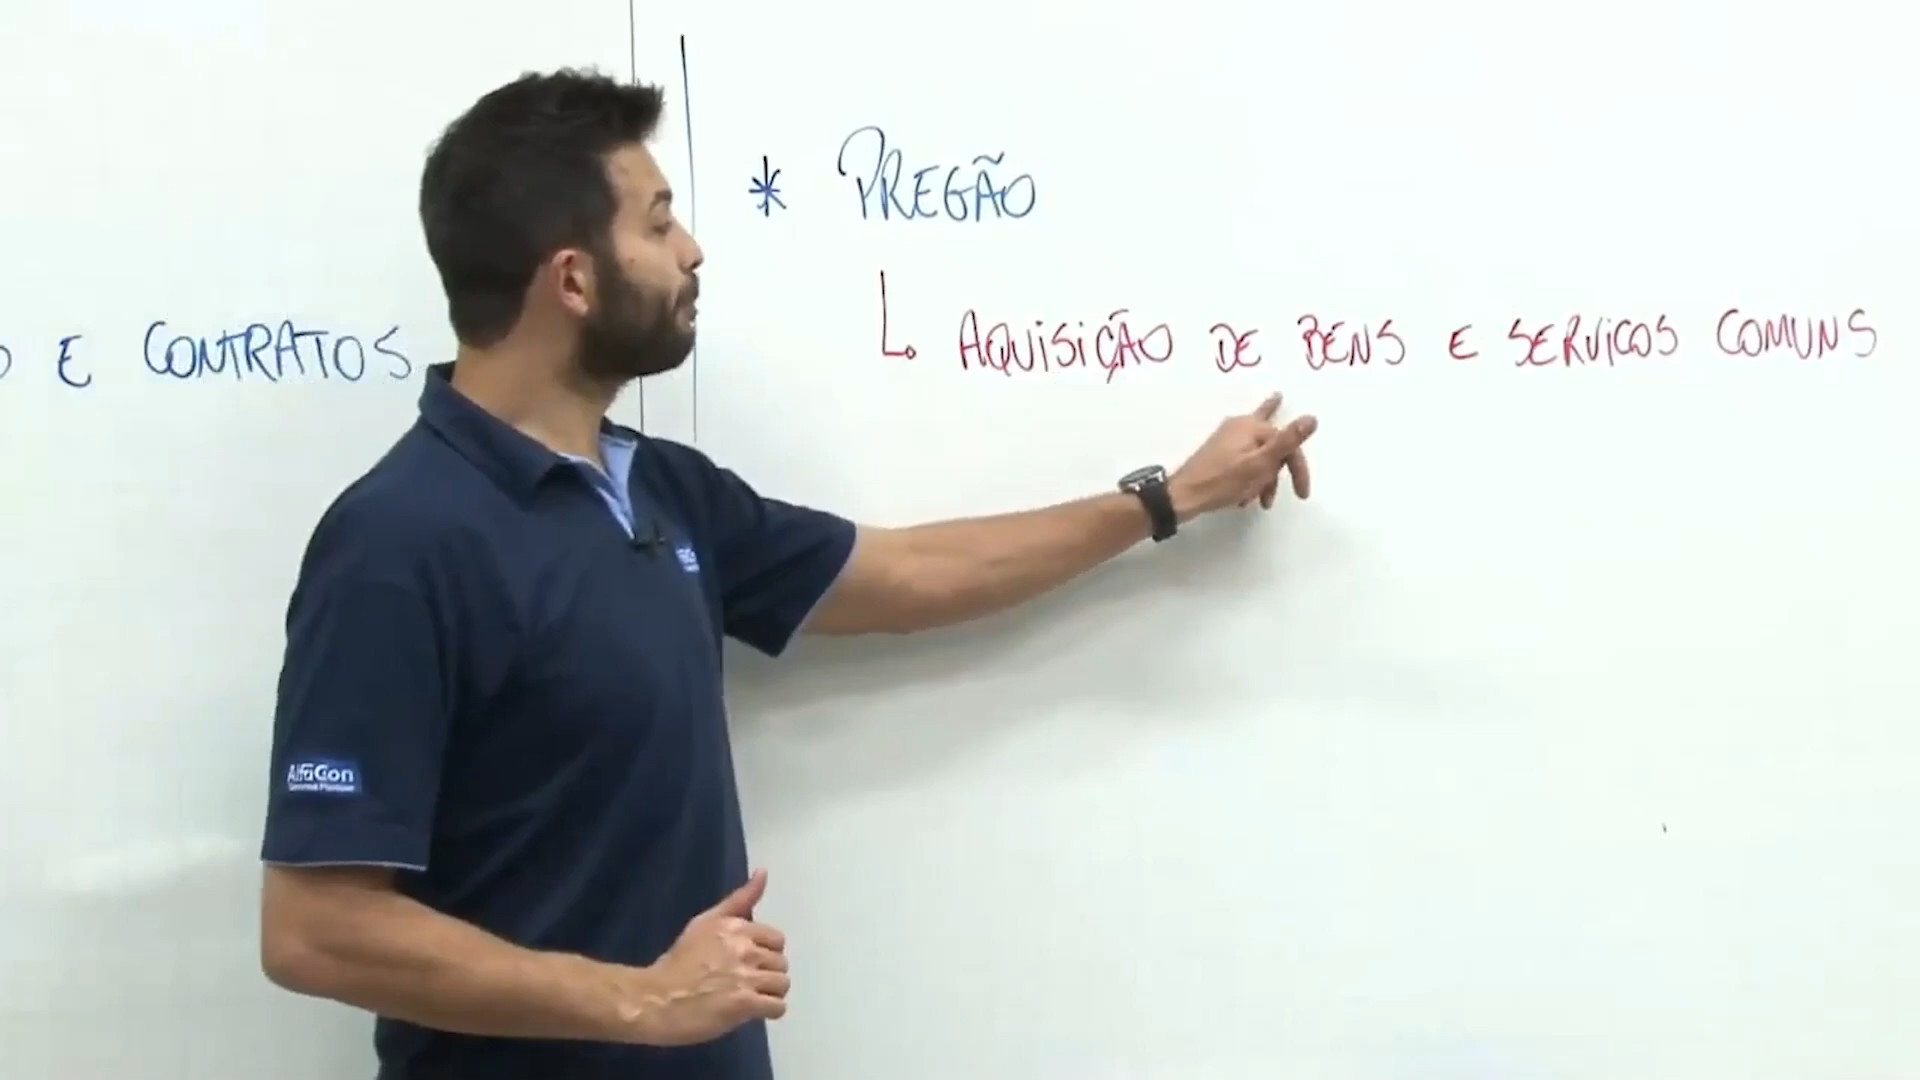 * PREGÃO
E CONTRATOS
AQUISIÇÃO DE BENS E SERVIÇOS COMUNS
AlfaCon